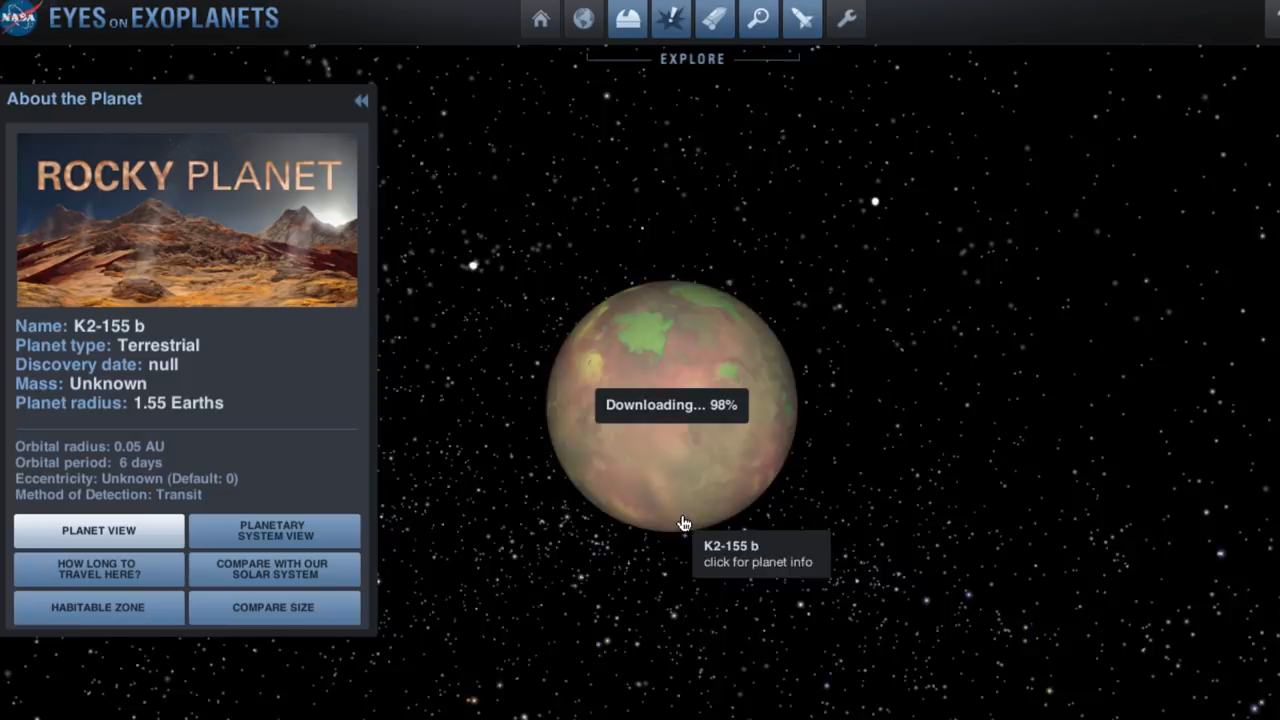 NASA
EYES ON EXOPLANETS
EXPLORE
About the Planet
ROCKY PLANET
Name: K2-155 b
Planet type: Terrestrial
Discovery date: null
Mass: Unknown
Planet radius: 1.55 Earths
Orbital radius: 0.05 AU
Orbital period: 6 days
Eccentricity: Unknown (Default: 0)
Method of Detection: Transit
PLANET VIEW
PLANETARY
SYSTEM VIEW
HOW LONG TO
TRAVEL HERE?
COMPARE WITH OUR
SOLAR SYSTEM
HABITABLE ZONE
COMPARE SIZE
Downloading... 98%
K2-155 b
click for planet info